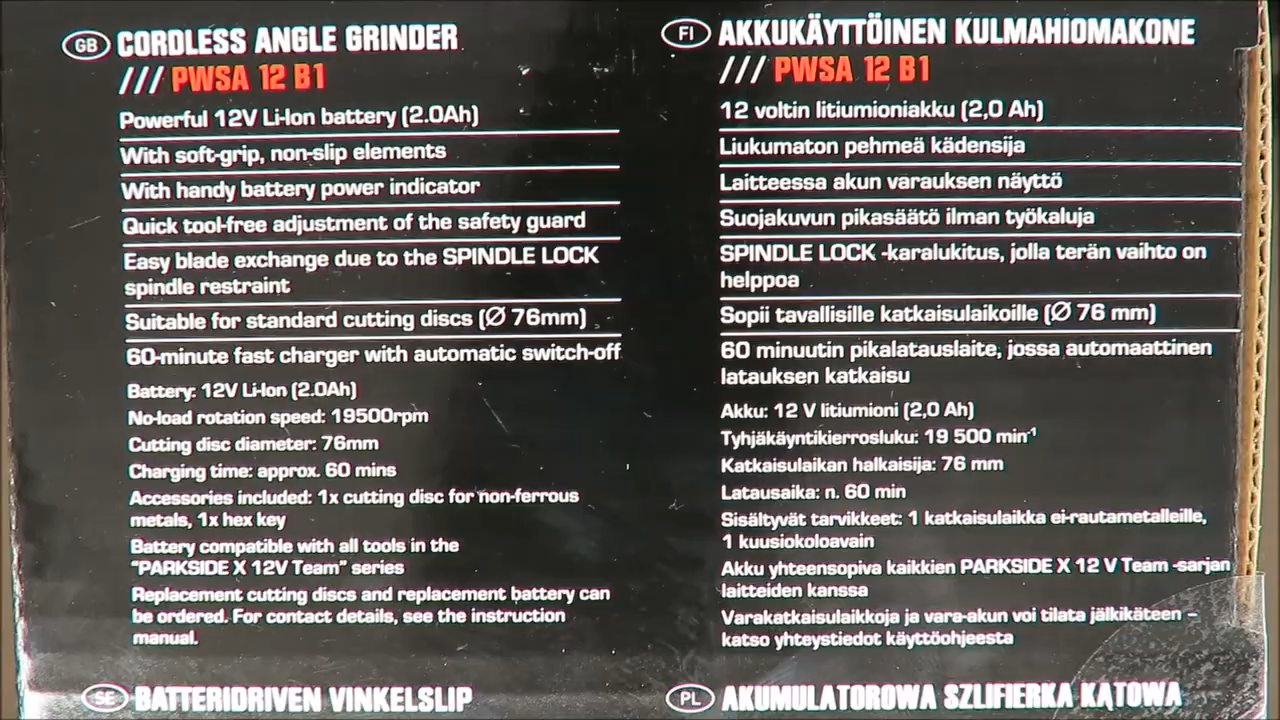 GB CORDLESS ANGLE GRINDER
/// PWSA 12 B1
Powerful 12V Li-Ion battery (2.0Ah)
With soft-grip, non-slip elements
With handy battery power indicator
Quick tool-free adjustment of the safety guard
Easy blade exchange due to the SPINDLE LOCK
spindle restraint
Suitable for standard cutting discs (Ø 76mm)
60-minute fast charger with automatic switch-off
Battery: 12V Li-Ion (2.0Ah)
No-load rotation speed: 19500rpm
Cutting disc diameter: 76mm
Charging time: approx. 60 mins
Accessories included: 1x cutting disc for non-ferrous
metals, 1x hex key
Battery compatible with all tools in the
"PARKSIDE X 12V Team" series
Replacement cutting discs and replacement battery can
be ordered. For contact details, see the instruction
manual.
SE BATTERIDRIVEN VINKELSLIP
FI AKKUKÄYTTÖINEN KULMAHIOMAKONE
/// PWSA 12 B1
12 voltin litiumioniakku (2,0 Ah)
Liukumaton pehmeä kädensija
Laitteessa akun varauksen näyttö
Suojakuvun pikasäätö ilman työkaluja
SPINDLE LOCK -karalukitus, jolla terän vaihto on
helppoa
Sopii tavallisille katkaisulaikoille (Ø 76 mm)
60 minuutin pikalatauslaite, jossa automaattinen
latauksen katkaisu
Akku: 12 V litiumioni (2,0 Ah)
Tyhjäkäyntikierrosluku: 19 500 min⁻¹
Katkaisulaikan halkaisija: 76 mm
Latausaika: n. 60 min
Sisältyvät tarvikkeet: 1 katkaisulaikka ei-rautametalleille,
1 kuusiokoloavain
Akku yhteensopiva kaikkien PARKSIDE X 12 V Team -sarjan
laitteiden kanssa
Varakatkaisulaikkoja ja vara-akun voi tilata jälkikäteen –
katso yhteystiedot käyttöohjeesta
PL AKUMULATOROWA SZLIFIERKA KĄTOWA